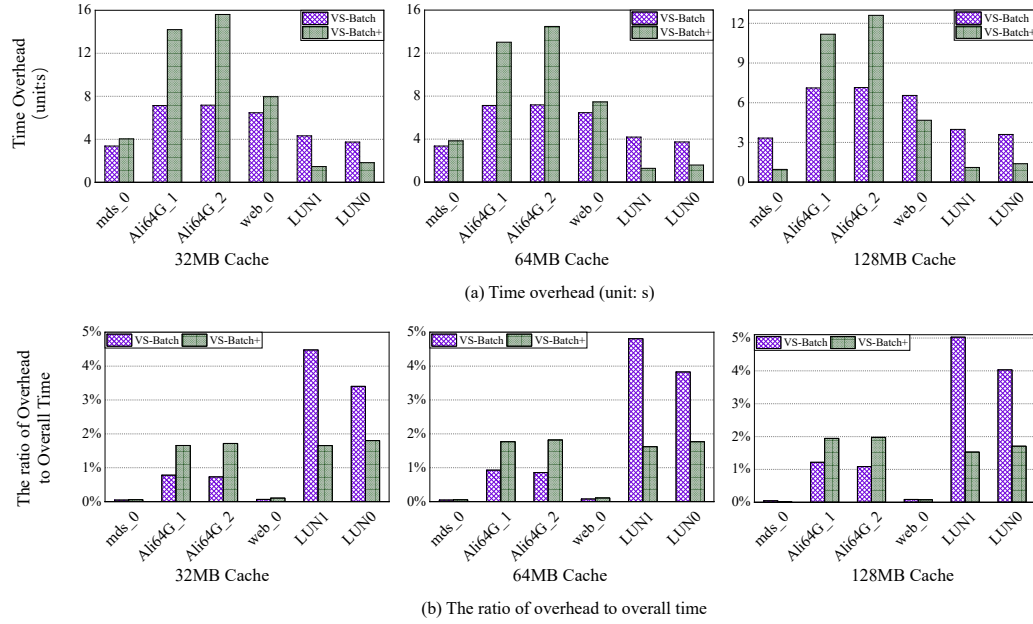 Time Overhead
(unit:s)
16
12
8
4
0
VS-Batch
VS-Batch+
mds_0
Ali64G_1
Ali64G_2
web_0
LUN1
LUN0
32MB Cache
16
12
8
4
0
VS-Batch
VS-Batch+
mds_0
Ali64G_1
Ali64G_2
web_0
LUN1
LUN0
64MB Cache
12
9
6
3
0
VS-Batch
VS-Batch+
mds_0
Ali64G_1
Ali64G_2
web_0
LUN1
LUN0
128MB Cache
(a) Time overhead (unit: s)
The ratio of Overhead
to Overall Time
5%
4%
3%
2%
1%
0%
VS-Batch
VS-Batch+
mds_0
Ali64G_1
Ali64G_2
web_0
LUN1
LUN0
32MB Cache
5%
4%
3%
2%
1%
0%
VS-Batch
VS-Batch+
mds_0
Ali64G_1
Ali64G_2
web_0
LUN1
LUN0
64MB Cache
5%
4%
3%
2%
1%
0%
VS-Batch
VS-Batch+
mds_0
Ali64G_1
Ali64G_2
web_0
LUN1
LUN0
128MB Cache
(b) The ratio of overhead to overall time